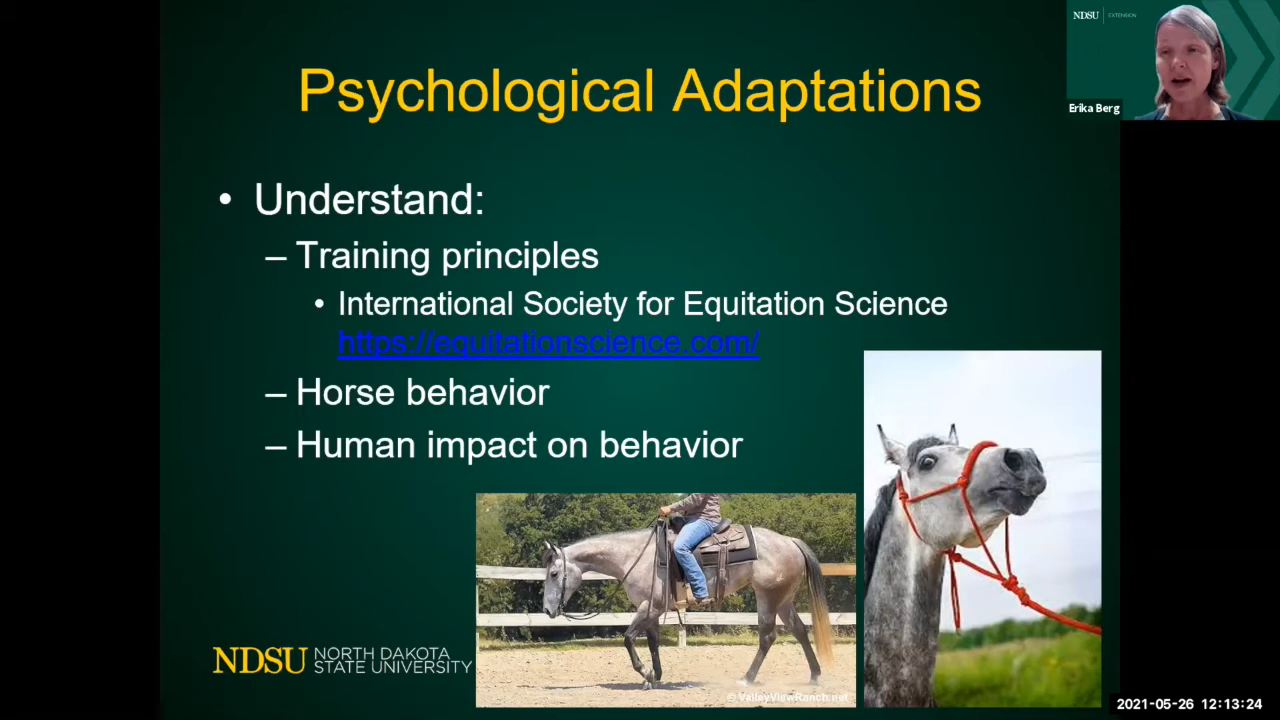 NDSU EXTENSION
Erika Berg
Psychological Adaptations
• Understand:
– Training principles
• International Society for Equitation Science
https://equitationscience.com/
– Horse behavior
– Human impact on behavior
NDSU NORTH DAKOTA
STATE UNIVERSITY
© ValleyViewRanch.net
2021-05-26 12:13:24